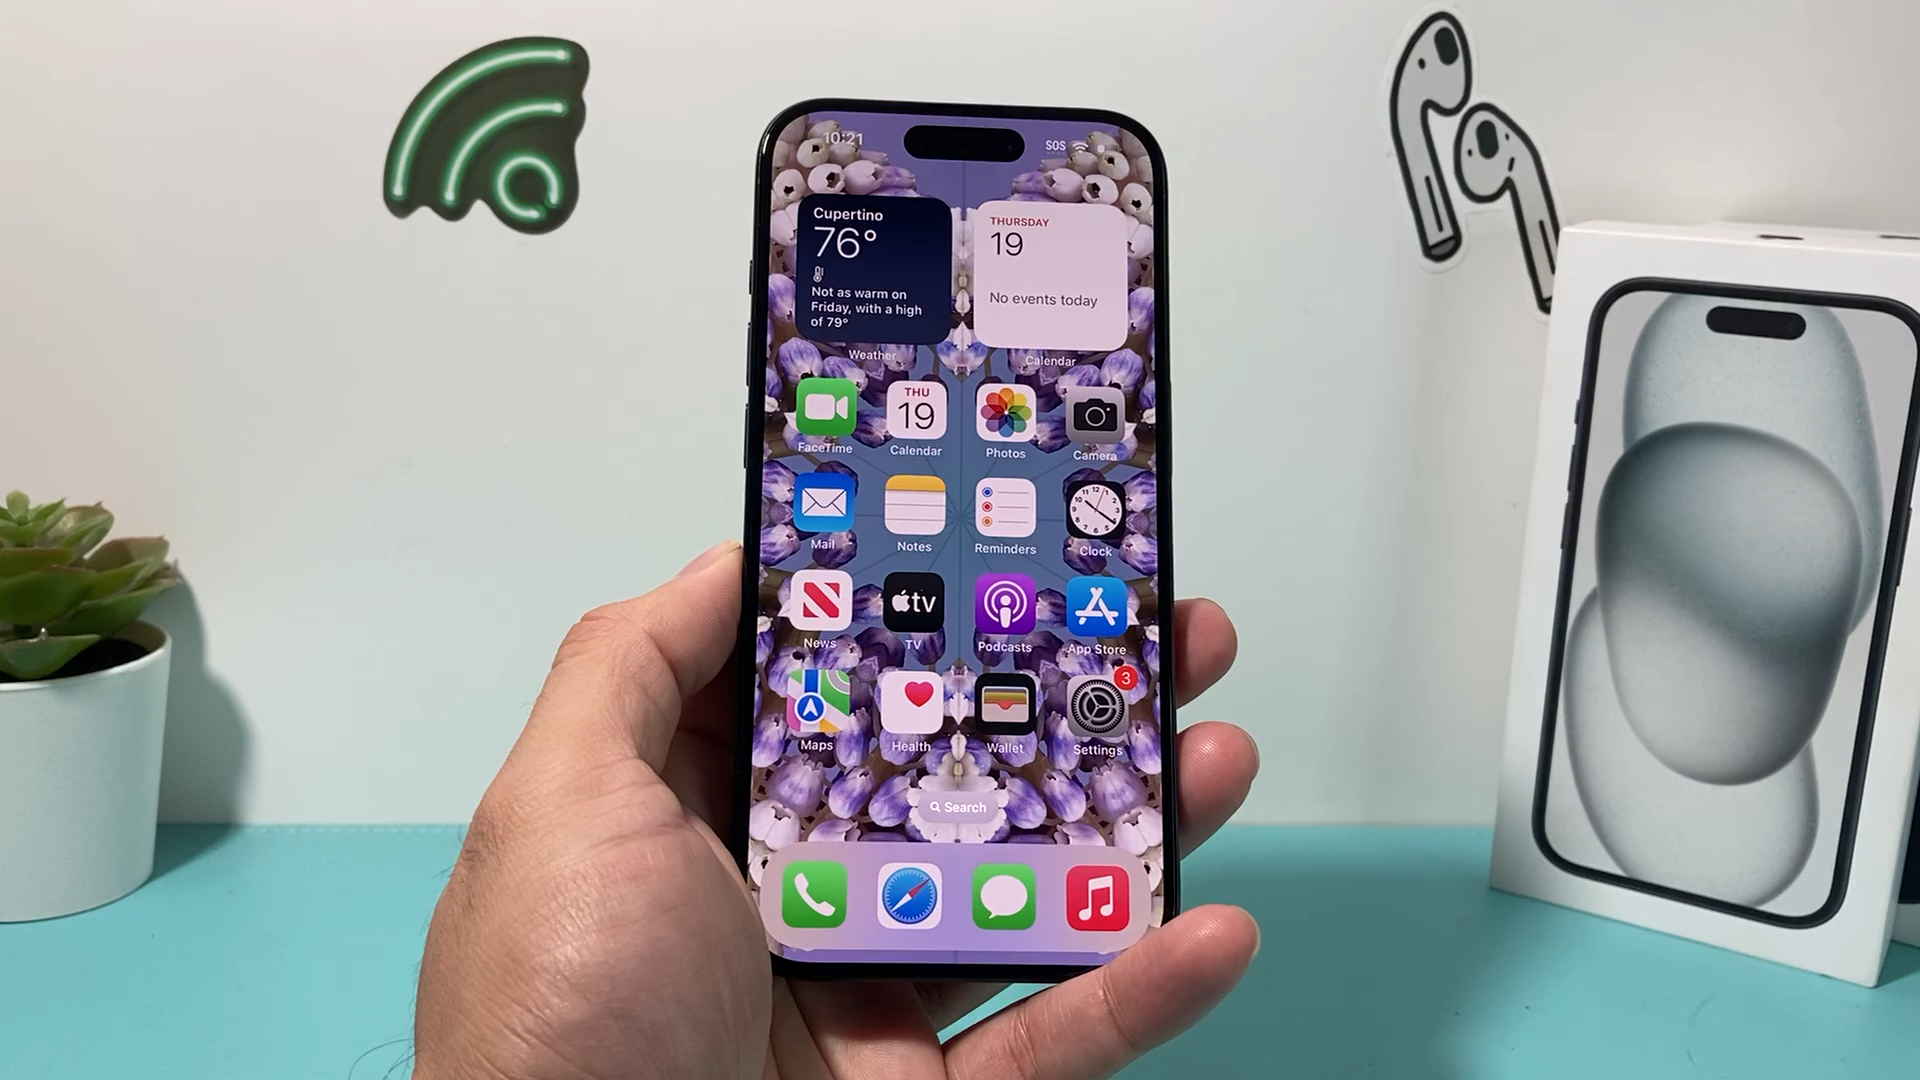 10:21
SOS
Cupertino
76°
Not as warm on
Friday, with a high
of 79°
Weather
THURSDAY
19
No events today
Calendar
THU
19
FaceTime
Calendar
Photos
Camera
12
Mail
Notes
Reminders
Clock
tv
News
TV
Podcasts
App Store
3
Maps
Health
Wallet
Settings
Search